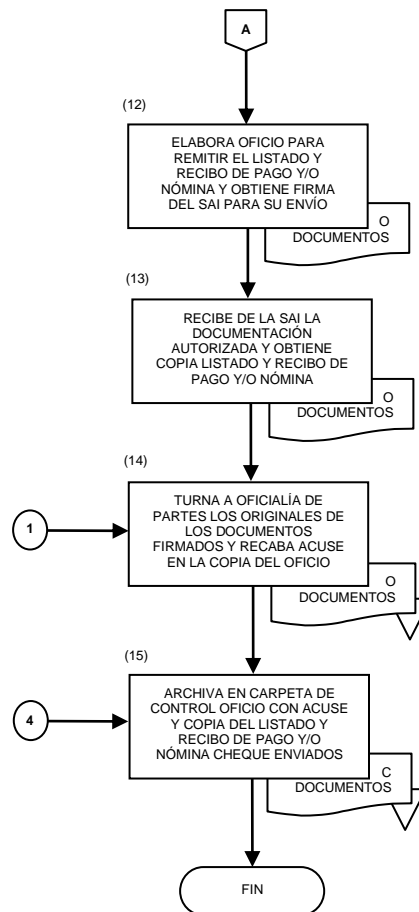 A
(12)
ELABORA OFICIO PARA
REMITIR EL LISTADO Y
RECIBO DE PAGO Y/O
NÓMINA Y OBTIENE FIRMA
DEL SAI PARA SU ENVÍO
O
DOCUMENTOS
(13)
RECIBE DE LA SAI LA
DOCUMENTACIÓN
AUTORIZADA Y OBTIENE
COPIA LISTADO Y RECIBO DE
PAGO Y/O NÓMINA
O
DOCUMENTOS
(14)
1
TURNA A OFICIALÍA DE
PARTES LOS ORIGINALES DE
LOS DOCUMENTOS
FIRMADOS Y RECABA ACUSE
EN LA COPIA DEL OFICIO
O
DOCUMENTOS
(15)
4
ARCHIVA EN CARPETA DE
CONTROL OFICIO CON ACUSE
Y COPIA DEL LISTADO Y
RECIBO DE PAGO Y/O
NÓMINA CHEQUE ENVIADOS
C
DOCUMENTOS
FIN